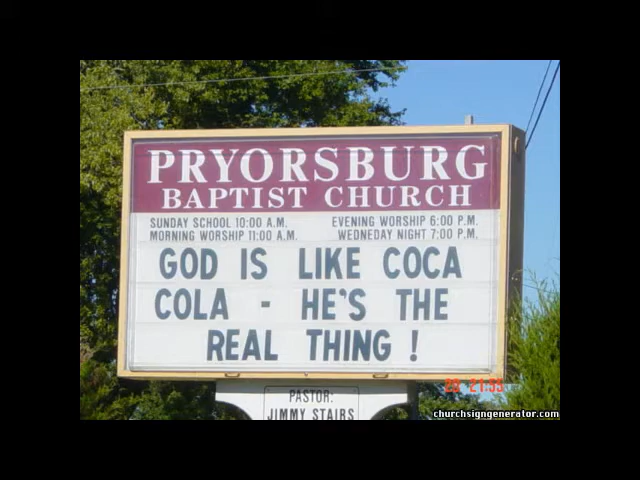 PRYORSBURG
BAPTIST CHURCH
SUNDAY SCHOOL 10:00 A.M. EVENING WORSHIP 6:00 P.M.
MORNING WORSHIP 11:00 A.M. WEDNEDAY NIGHT 7:00 P.M.
GOD IS LIKE COCA
COLA - HE'S THE
REAL THING !
PASTOR:
JIMMY STAIRS
churchsigngenerator.com